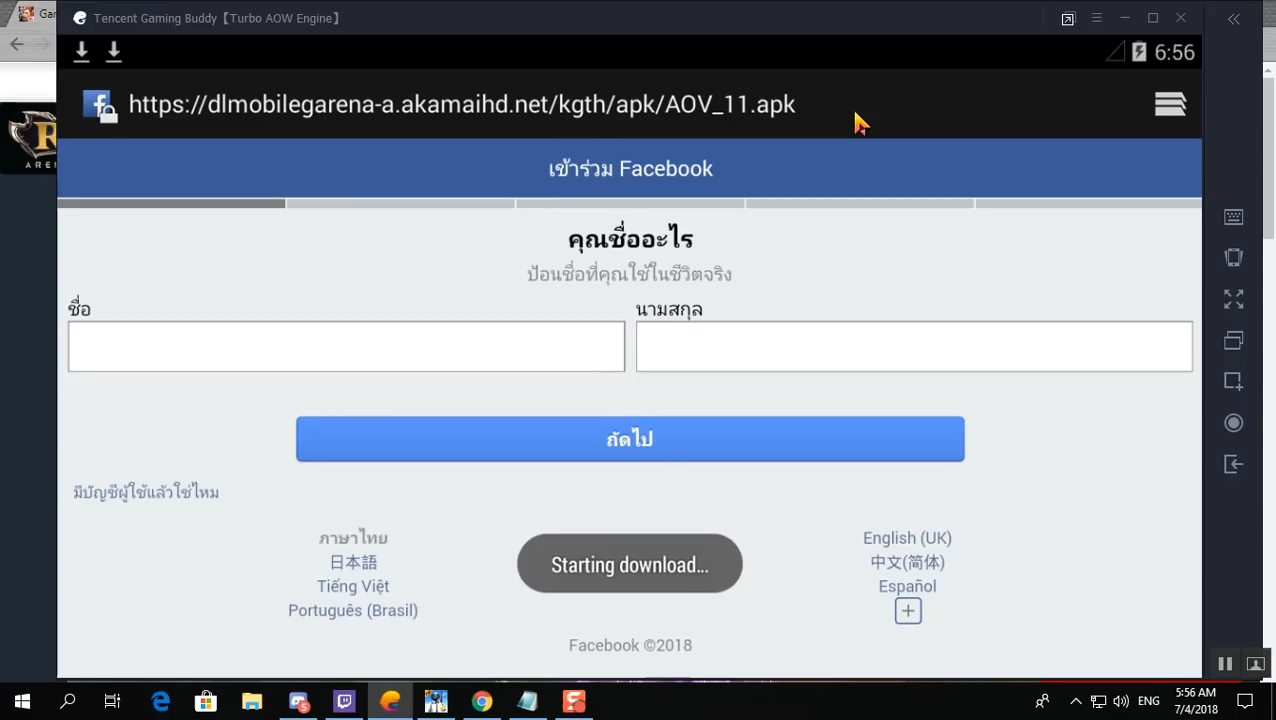 Gan
Tencent Gaming Buddy【Turbo AOW Engine】
6:56
https://dlmobilegarena-a.akamaihd.net/kgth/apk/AOV_11.apk
AREN
เข้าร่วม Facebook
คุณชื่ออะไร
ป้อนชื่อที่คุณใช้ในชีวิตจริง
ชื่อ
นามสกุล
ถัดไป
มีบัญชีผู้ใช้แล้วใช่ไหม
ภาษาไทย
日本語
Tiếng Việt
Português (Brasil)
Starting download...
English (UK)
中文(简体)
Español
Facebook ©2018
ENG
5:56 AM
7/4/2018